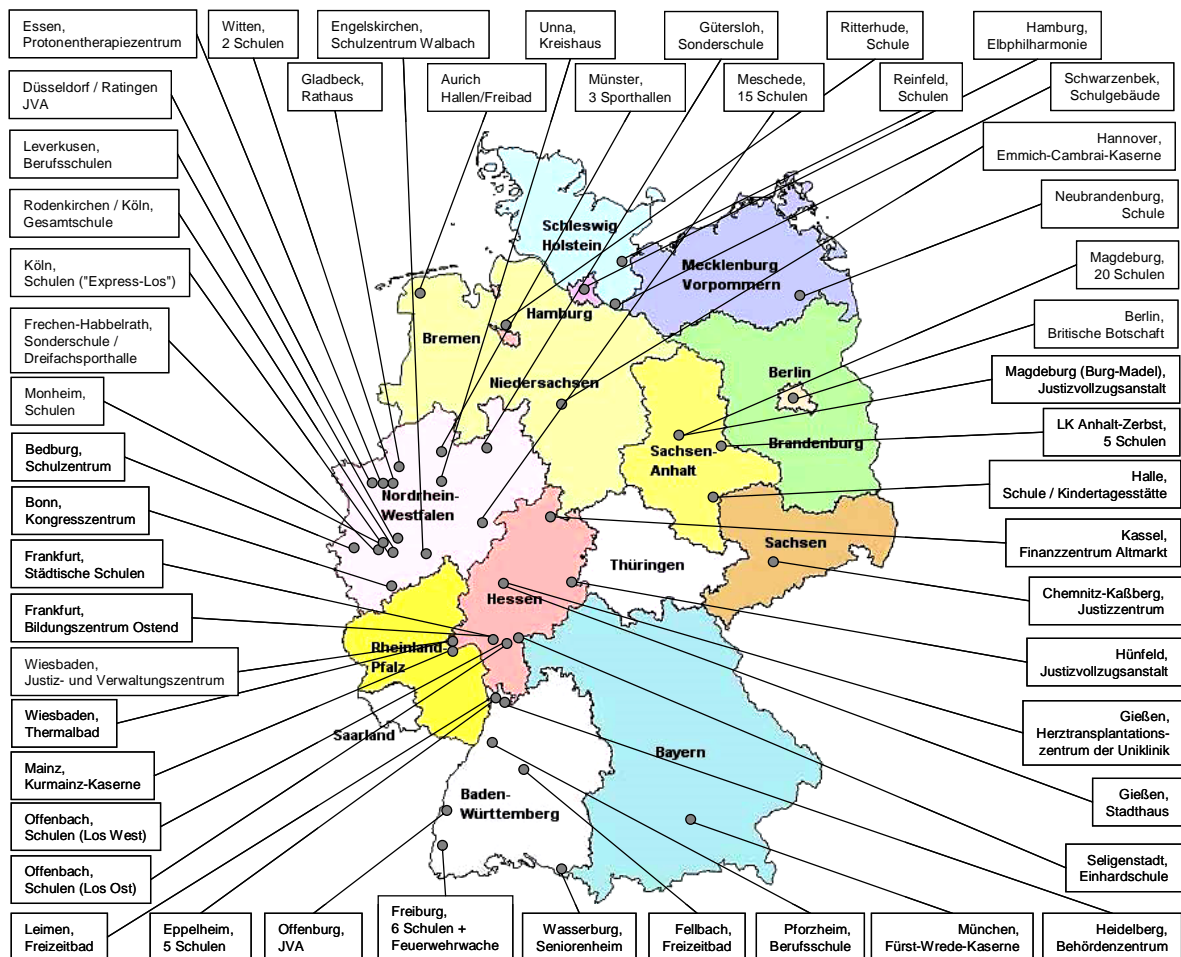 Essen,
Protonentherapiezentrum
Witten,
2 Schulen
Engelskirchen,
Schulzentrum Walbach
Unna,
Kreishaus
Gütersloh,
Sonderschule
Ritterhude,
Schule
Hamburg,
Elbphilharmonie
Gladbeck,
Rathaus
Aurich
Hallen/Freibad
Münster,
3 Sporthallen
Meschede,
15 Schulen
Reinfeld,
Schulen
Schwarzenbek,
Schulgebäude
Düsseldorf / Ratingen
JVA
Leverkusen,
Berufsschulen
Rodenkirchen / Köln,
Gesamtschule
Köln,
Schulen ("Express-Los")
Frechen-Habbelrath,
Sonderschule /
Dreifachsporthalle
Monheim,
Schulen
Bedburg,
Schulzentrum
Bonn,
Kongresszentrum
Frankfurt,
Städtische Schulen
Frankfurt,
Bildungszentrum Ostend
Wiesbaden,
Justiz- und Verwaltungszentrum
Wiesbaden,
Thermalbad
Mainz,
Kurmainz-Kaserne
Offenbach,
Schulen (Los West)
Offenbach,
Schulen (Los Ost)
Schleswig
Holstein
Mecklenburg
Vorpommern
Hamburg
Bremen
Niedersachsen
Berlin
Brandenburg
Sachsen-
Anhalt
Nordrhein-
Westfalen
Sachsen
Thüringen
Hessen
Rheinland-
Pfalz
Saarland
Bayern
Baden-
Württemberg
Hannover,
Emmich-Cambrai-Kaserne
Neubrandenburg,
Schule
Magdeburg,
20 Schulen
Berlin,
Britische Botschaft
Magdeburg (Burg-Madel),
Justizvollzugsanstalt
LK Anhalt-Zerbst,
5 Schulen
Halle,
Schule / Kindertagesstätte
Kassel,
Finanzzentrum Altmarkt
Chemnitz-Kaßberg,
Justizzentrum
Hünfeld,
Justizvollzugsanstalt
Gießen,
Herztransplantations-
zentrum der Uniklinik
Gießen,
Stadthaus
Seligenstadt,
Einhardschule
Leimen,
Freizeitbad
Eppelheim,
5 Schulen
Offenburg,
JVA
Freiburg,
6 Schulen +
Feuerwehrwache
Wasserburg,
Seniorenheim
Fellbach,
Freizeitbad
Pforzheim,
Berufsschule
München,
Fürst-Wrede-Kaserne
Heidelberg,
Behördenzentrum